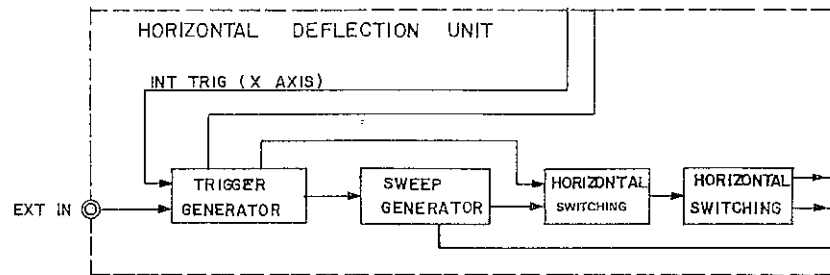 HORIZONTAL DEFLECTION UNIT
INT TRIG (X AXIS)
EXT IN
TRIGGER
GENERATOR
SWEEP
GENERATOR
HORIZONTAL
SWITCHING
HORIZONTAL
SWITCHING